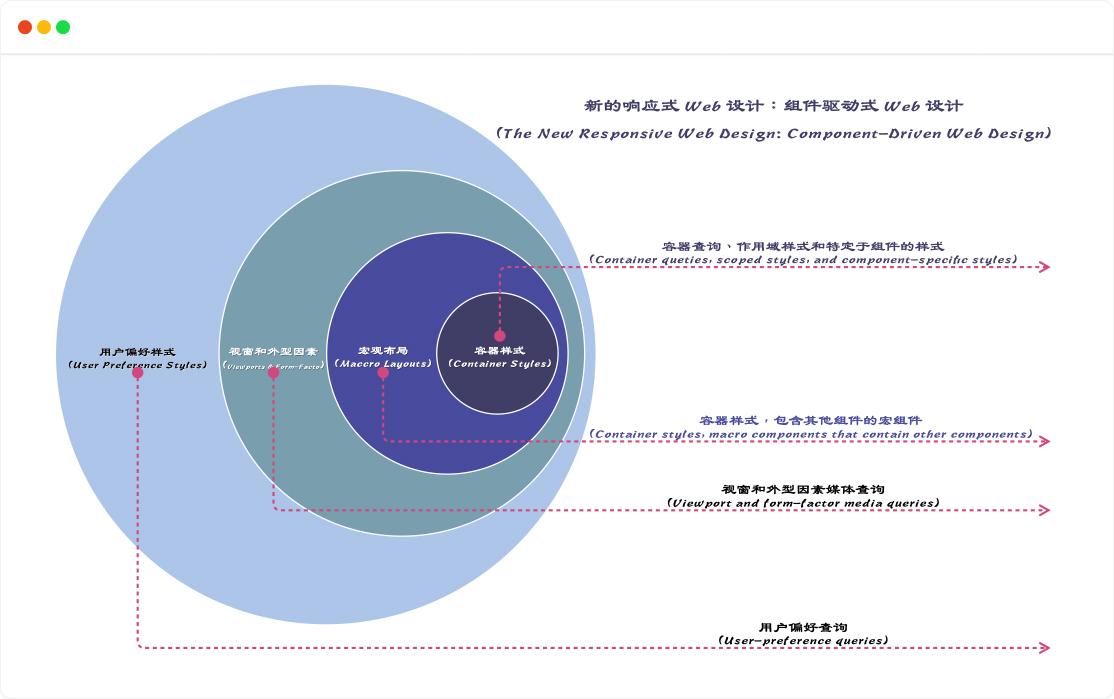 新的响应式 Web 设计：组件驱动式 Web 设计
(The New Responsive Web Design: Component-Driven Web Design)
容器查询、作用域样式和特定于组件的样式
(Container queries, scoped styles, and component-specific styles)
用户偏好样式
(User Preference Styles)
视窗和外型因素
(Viewports & Form-Facto)
宏观布局
(Maccro Layouts)
容器样式
(Container Styles)
容器样式，包含其他组件的宏组件
(Container styles, macro components that contain other components)
视窗和外型因素媒体查询
(Viewport and form-factor media queries)
用户偏好查询
(User-preference queries)